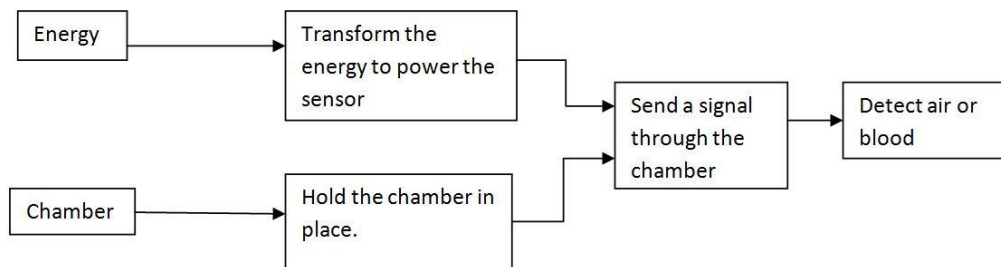 Energy
Transform the
energy to power the
sensor
Send a signal
through the
chamber
Detect air or
blood
Chamber
Hold the chamber in
place.